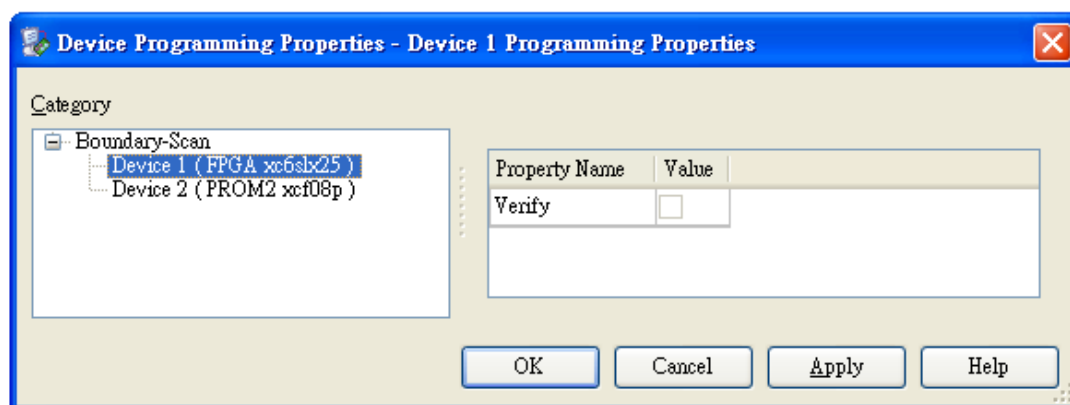 Device Programming Properties - Device 1 Programming Properties
Category
Boundary-Scan
Device 1 ( FPGA xc6slx25 )
Device 2 ( PROM2 xcf08p )
Property Name Value
Verify
OK Cancel Apply Help